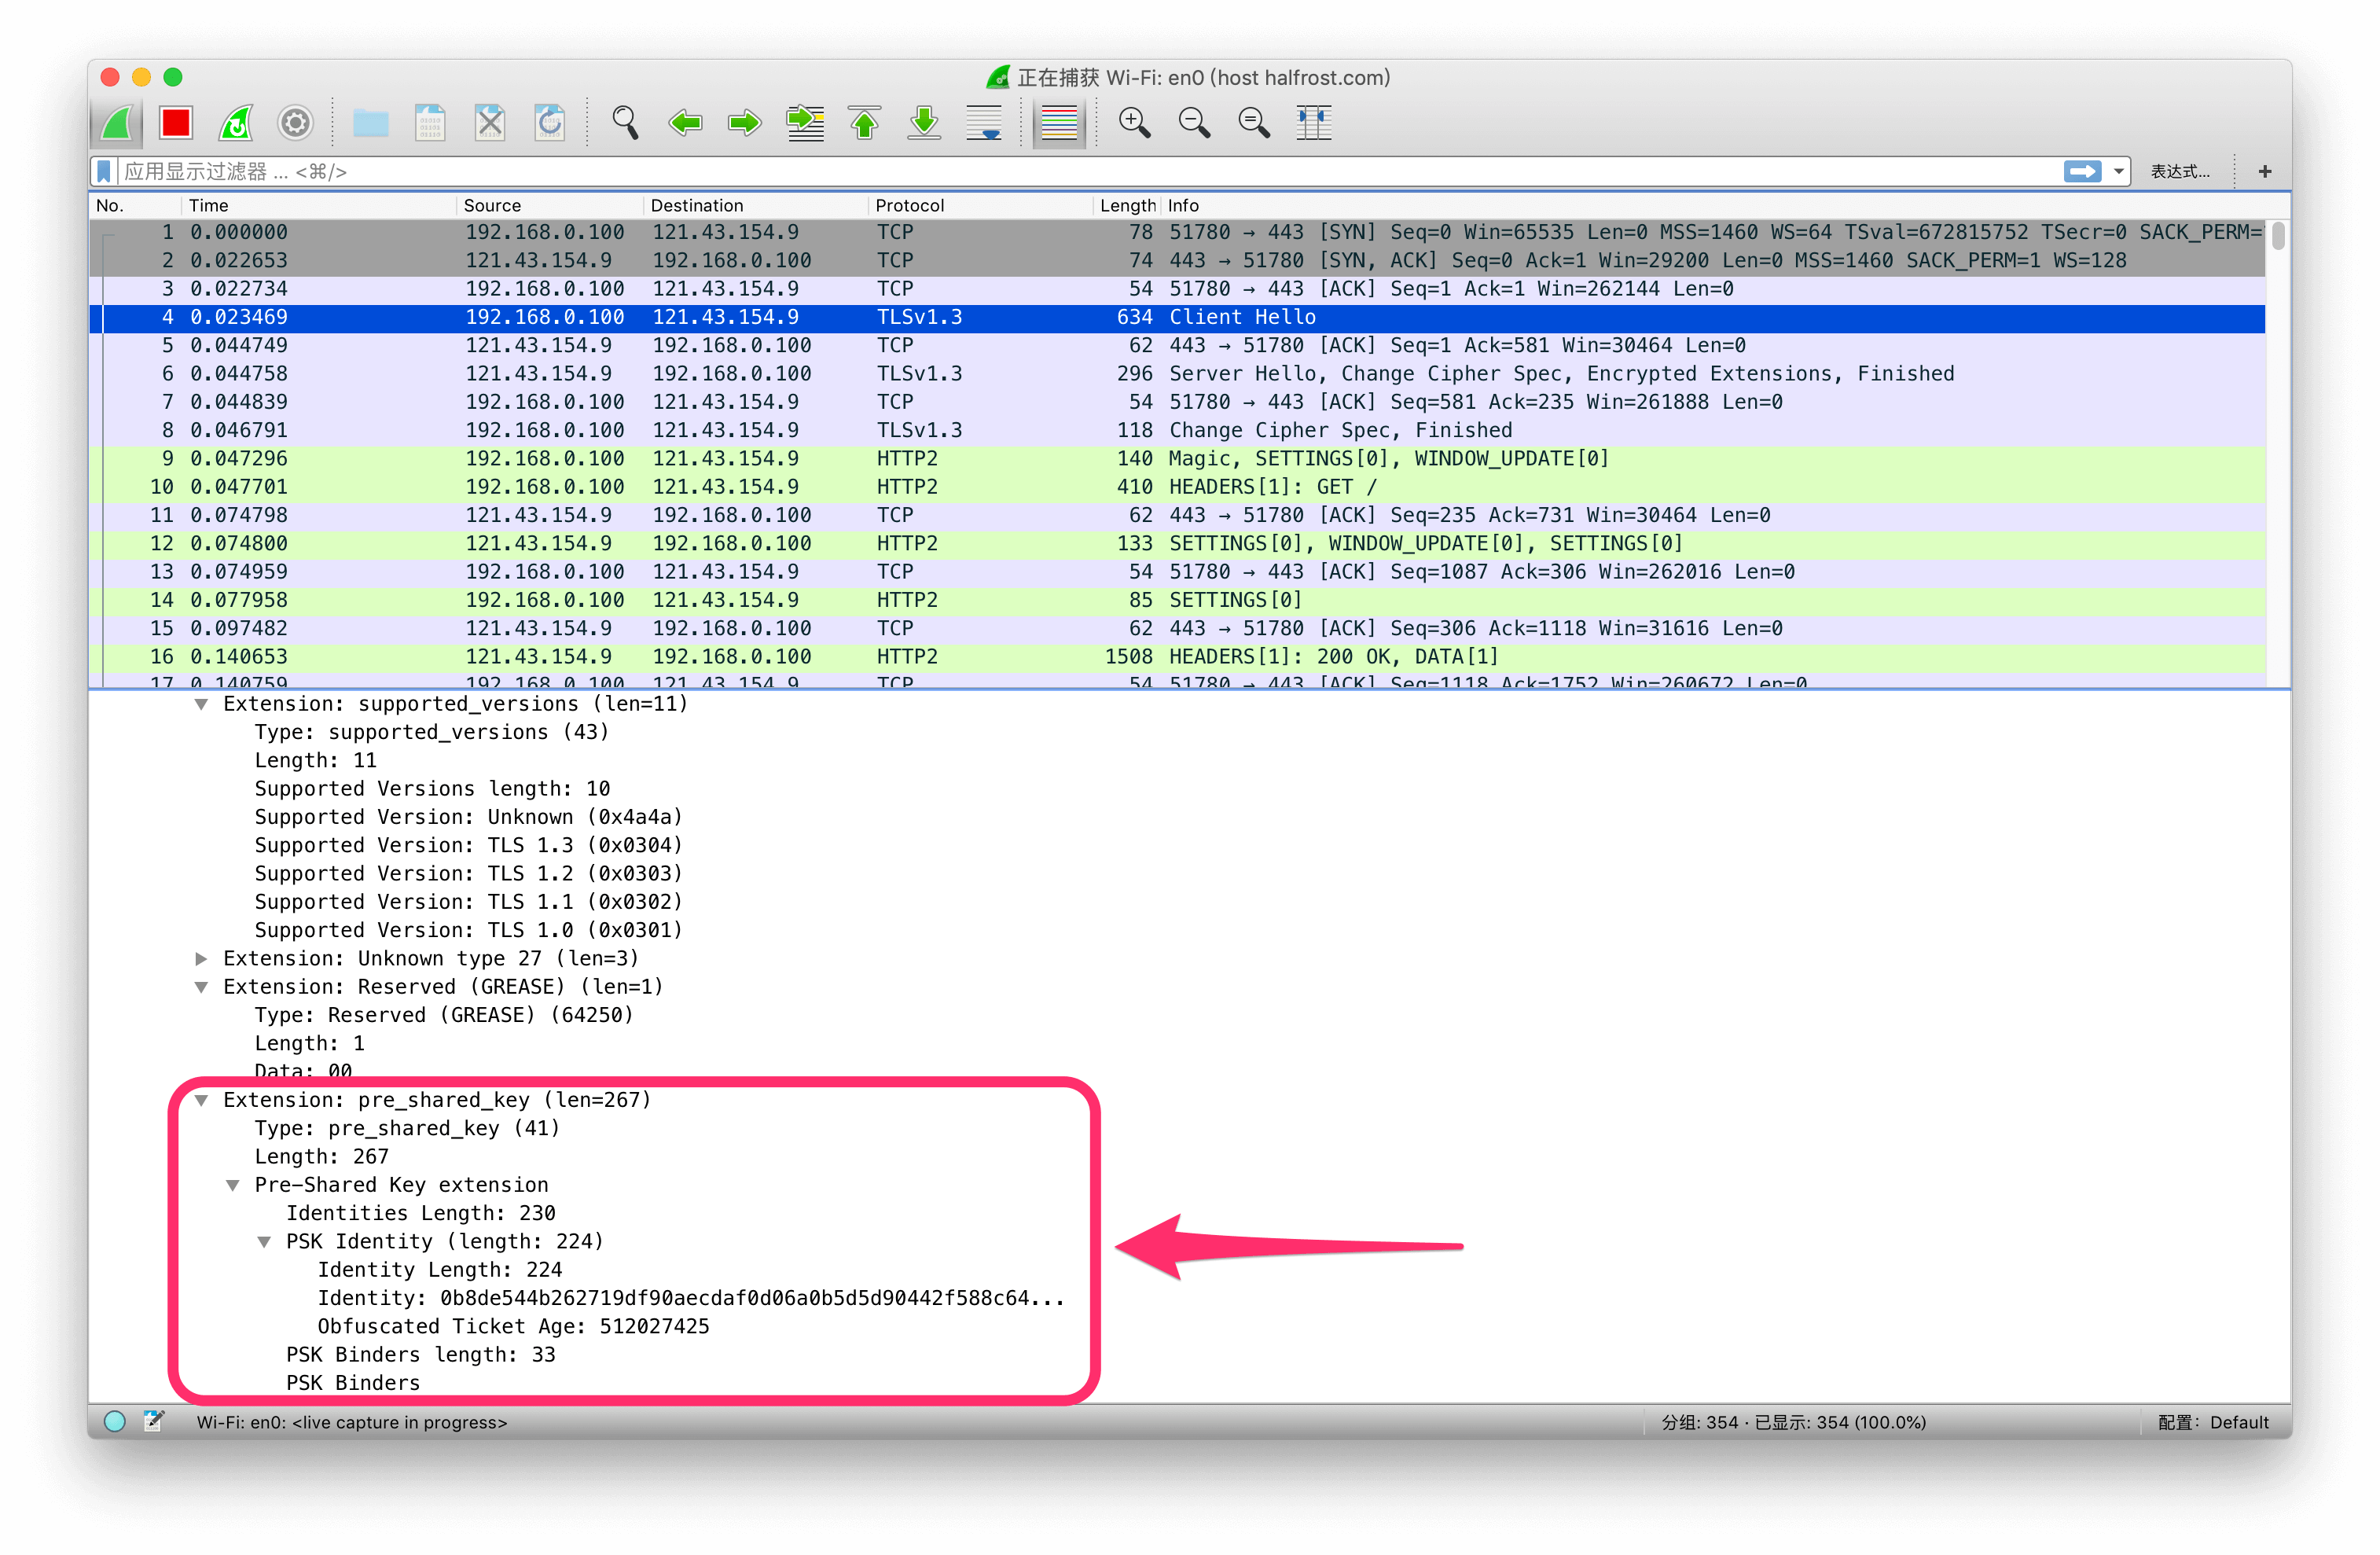 正在捕获 Wi-Fi: en0 (host halfrost.com)
应用显示过滤器 ... <⌘/>
表达式...
+
No. Time Source Destination Protocol Length Info
1 0.000000 192.168.0.100 121.43.154.9 TCP 78 51780 → 443 [SYN] Seq=0 Win=65535 Len=0 MSS=1460 WS=64 TSval=672815752 TSecr=0 SACK_PERM=
2 0.022653 121.43.154.9 192.168.0.100 TCP 74 443 → 51780 [SYN, ACK] Seq=0 Ack=1 Win=29200 Len=0 MSS=1460 SACK_PERM=1 WS=128
3 0.022734 192.168.0.100 121.43.154.9 TCP 54 51780 → 443 [ACK] Seq=1 Ack=1 Win=262144 Len=0
4 0.023469 192.168.0.100 121.43.154.9 TLSv1.3 634 Client Hello
5 0.044749 121.43.154.9 192.168.0.100 TCP 62 443 → 51780 [ACK] Seq=1 Ack=581 Win=30464 Len=0
6 0.044758 121.43.154.9 192.168.0.100 TLSv1.3 296 Server Hello, Change Cipher Spec, Encrypted Extensions, Finished
7 0.044839 192.168.0.100 121.43.154.9 TCP 54 51780 → 443 [ACK] Seq=581 Ack=235 Win=261888 Len=0
8 0.046791 192.168.0.100 121.43.154.9 TLSv1.3 118 Change Cipher Spec, Finished
9 0.047296 192.168.0.100 121.43.154.9 HTTP2 140 Magic, SETTINGS[0], WINDOW_UPDATE[0]
10 0.047701 192.168.0.100 121.43.154.9 HTTP2 410 HEADERS[1]: GET /
11 0.074798 121.43.154.9 192.168.0.100 TCP 62 443 → 51780 [ACK] Seq=235 Ack=731 Win=30464 Len=0
12 0.074800 121.43.154.9 192.168.0.100 HTTP2 133 SETTINGS[0], WINDOW_UPDATE[0], SETTINGS[0]
13 0.074959 192.168.0.100 121.43.154.9 TCP 54 51780 → 443 [ACK] Seq=1087 Ack=306 Win=262016 Len=0
14 0.077958 192.168.0.100 121.43.154.9 HTTP2 85 SETTINGS[0]
15 0.097482 121.43.154.9 192.168.0.100 TCP 62 443 → 51780 [ACK] Seq=306 Ack=1118 Win=31616 Len=0
16 0.140653 121.43.154.9 192.168.0.100 HTTP2 1508 HEADERS[1]: 200 OK, DATA[1]
17 0.140759 192.168.0.100 121.43.154.9 TCP 54 51780 → 443 [ACK] Seq=1118 Ack=1752 Win=260672 Len=0
Extension: supported_versions (len=11)
Type: supported_versions (43)
Length: 11
Supported Versions length: 10
Supported Version: Unknown (0x4a4a)
Supported Version: TLS 1.3 (0x0304)
Supported Version: TLS 1.2 (0x0303)
Supported Version: TLS 1.1 (0x0302)
Supported Version: TLS 1.0 (0x0301)
Extension: Unknown type 27 (len=3)
Extension: Reserved (GREASE) (len=1)
Type: Reserved (GREASE) (64250)
Length: 1
Data: 00
Extension: pre_shared_key (len=267)
Type: pre_shared_key (41)
Length: 267
Pre-Shared Key extension
Identities Length: 230
PSK Identity (length: 224)
Identity Length: 224
Identity: 0b8de544b262719df90aecdaf0d06a0b5d5d90442f588c64...
Obfuscated Ticket Age: 512027425
PSK Binders length: 33
PSK Binders
Wi-Fi: en0: <live capture in progress>
分组: 354 · 已显示: 354 (100.0%)
配置: Default